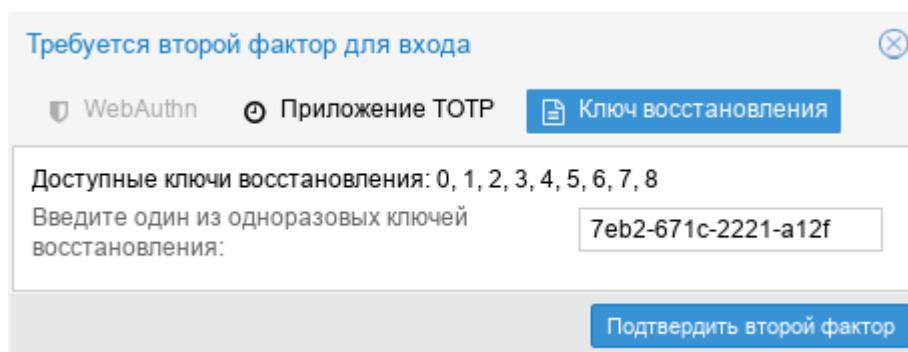 Требуется второй фактор для входа
WebAuthn Приложение TOTP Ключ восстановления
Доступные ключи восстановления: 0, 1, 2, 3, 4, 5, 6, 7, 8
Введите один из одноразовых ключей восстановления: 7eb2-671c-2221-a12f
Подтвердить второй фактор